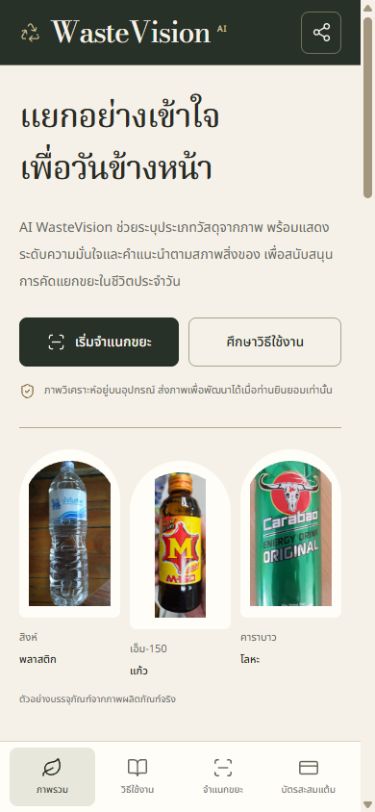 WasteVision AI
แยกอย่างเข้าใจ
เพื่อวันข้างหน้า
AI WasteVision ช่วยระบุประเภทวัสดุจากภาพ พร้อมแสดง
ระดับความมั่นใจและคำแนะนำตามสภาพสิ่งของ เพื่อสนับสนุน
การคัดแยกขยะในชีวิตประจำวัน
เริ่มจำแนกขยะ
ศึกษาวิธีใช้งาน
ภาพวิเคราะห์อยู่บนอุปกรณ์ ส่งภาพเพื่อพัฒนาได้เมื่อท่านยินยอมเท่านั้น
M
M-150
Carabao
ENERGY DRINK
ORIGINAL
สิงห์
พลาสติก
เอ็ม-150
แก้ว
คาราบาว
โลหะ
ตัวอย่างบรรจุภัณฑ์จากภาพผลิตภัณฑ์จริง
ภาพรวม
วิธีใช้งาน
จำแนกขยะ
บัตรสะสมแต้ม